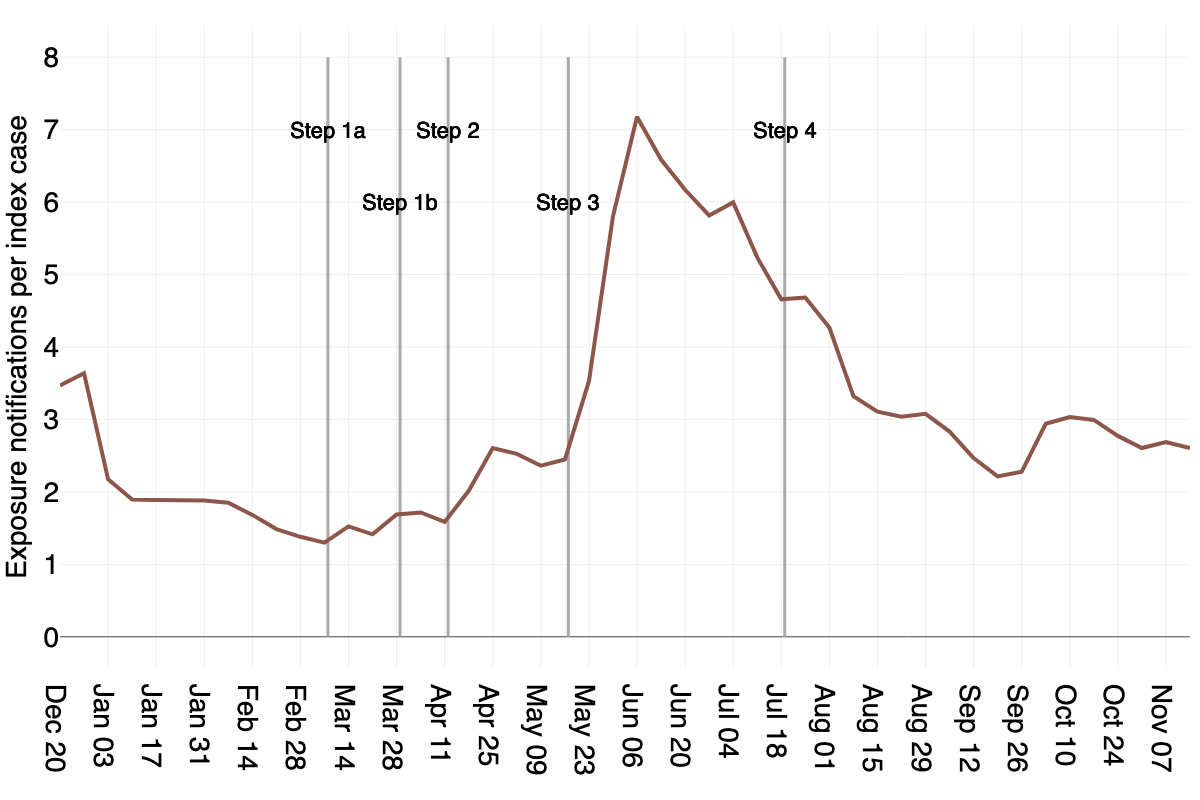 Exposure notifications per index case
8
7
6
5
4
3
2
1
0
Step 1a
Step 2
Step 4
Step 1b
Step 3
Dec 20
Jan 03
Jan 17
Jan 31
Feb 14
Feb 28
Mar 14
Mar 28
Apr 11
Apr 25
May 09
May 23
Jun 06
Jun 20
Jul 04
Jul 18
Aug 01
Aug 15
Aug 29
Sep 12
Sep 26
Oct 10
Oct 24
Nov 07